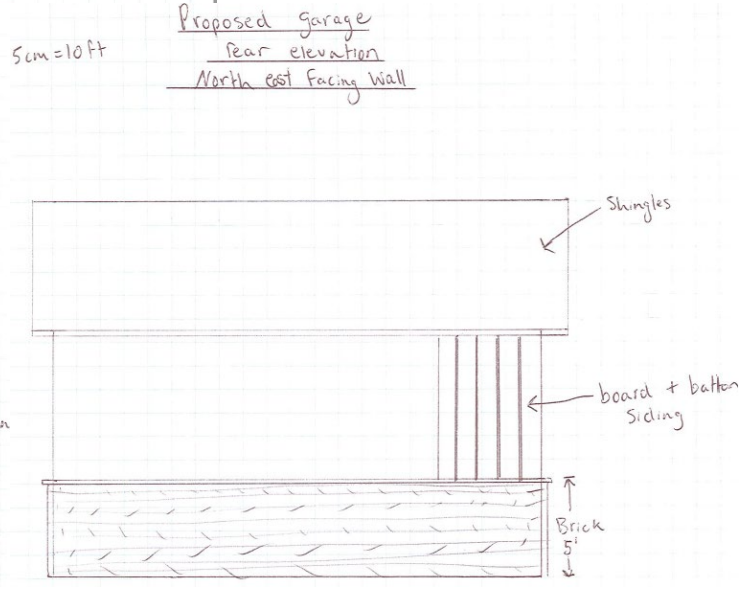 Proposed garage
5cm=10ft
rear elevation
North east Facing Wall
Shingles
board + batton
Siding
Brick
5'